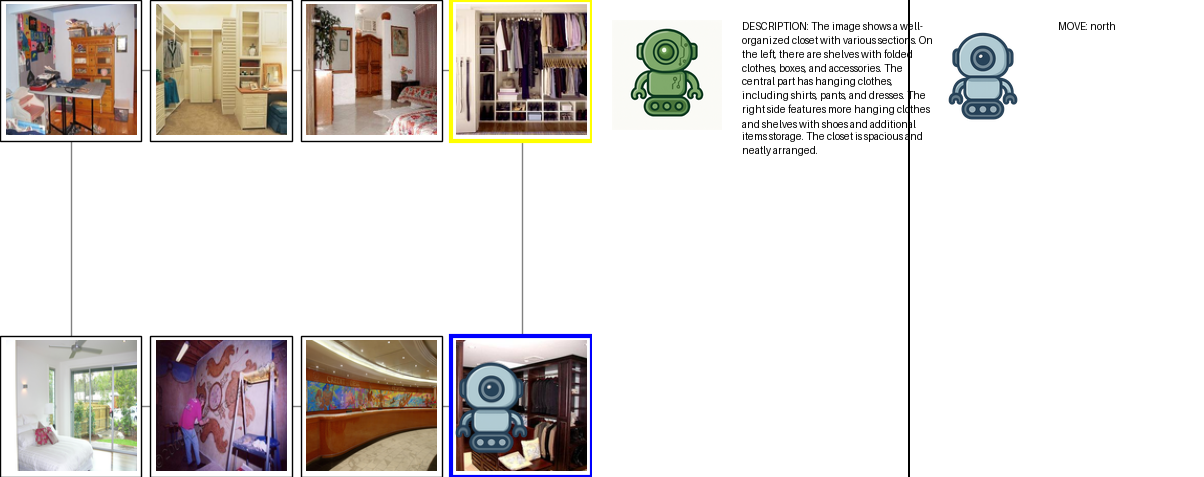 DESCRIPTION: The image shows a well-
organized closet with various sections. On
the left, there are shelves with folded
clothes, boxes, and accessories. The
central part has hanging clothes,
including shirts, pants, and dresses. The
right side features more hanging clothes
and shelves with shoes and additional
items storage. The closet is spacious and
neatly arranged.
MOVE: north